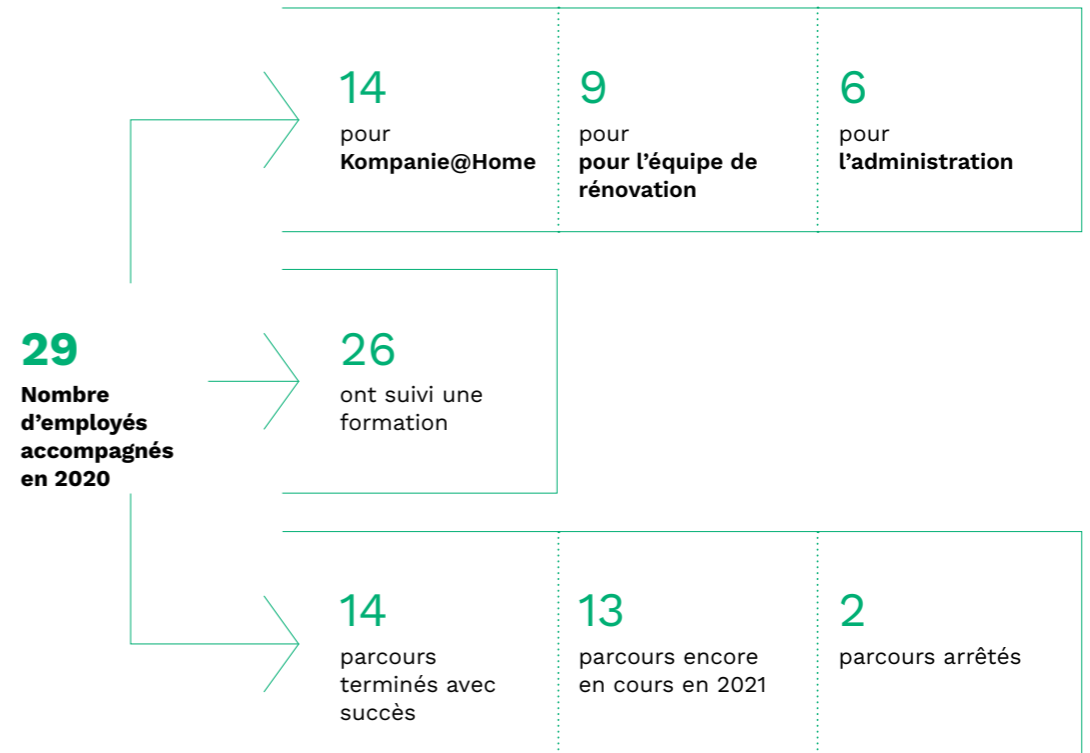 14
pour
Kompanie@Home
9
pour
pour l’équipe de
rénovation
6
pour
l’administration
29
Nombre
d’employés
accompagnés
en 2020
26
ont suivi une
formation
14
parcours
terminés avec
succès
13
parcours encore
en cours en 2021
2
parcours arrêtés